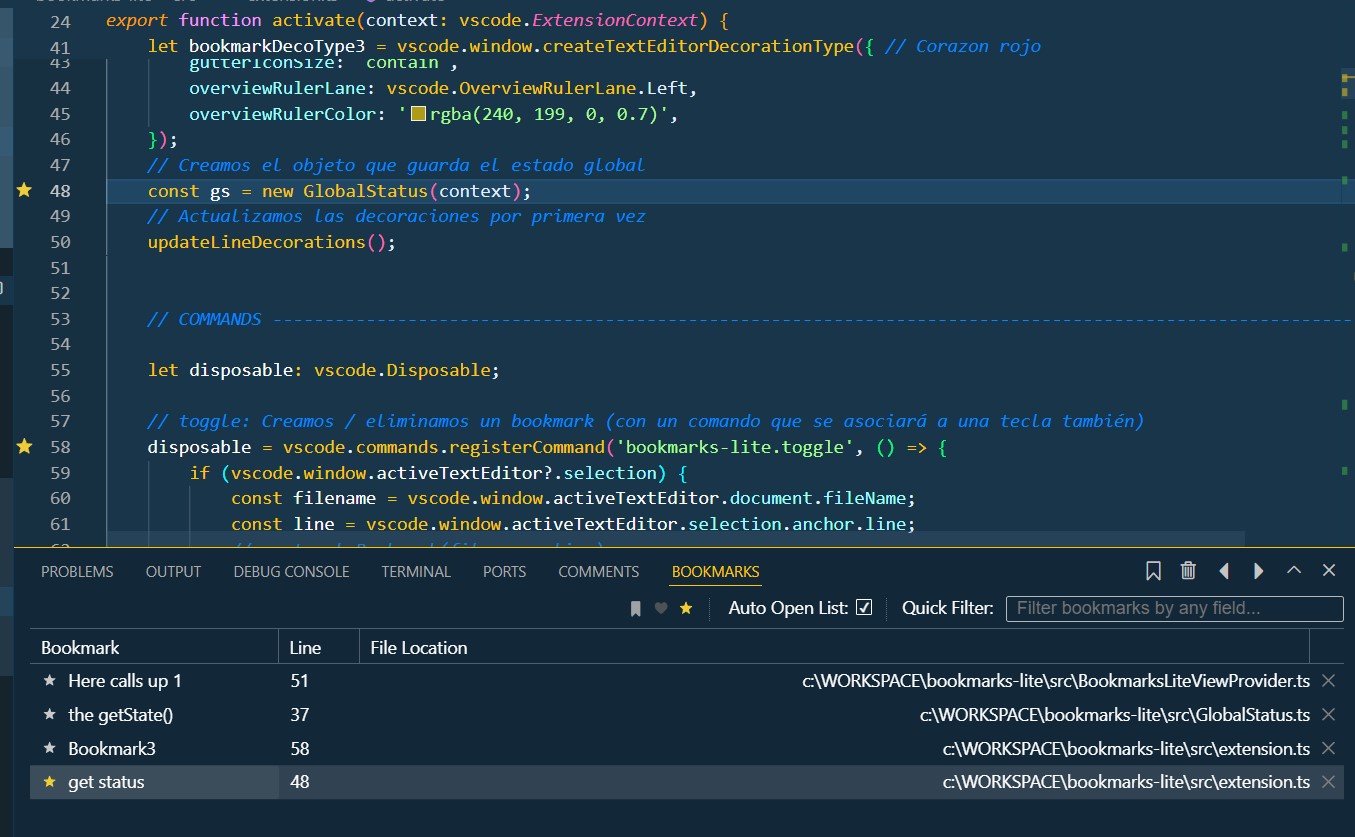 24 export function activate(context: vscode.ExtensionContext) {
41 let bookmarkDecoType3 = vscode.window.createTextEditorDecorationType({ // Corazon rojo
43 gutterIconSize: 'contain',
44 overviewRulerLane: vscode.OverviewRulerLane.Left,
45 overviewRulerColor: 'rgba(240, 199, 0, 0.7)',
46 });
47 // Creamos el objeto que guarda el estado global
48 const gs = new GlobalStatus(context);
49 // Actualizamos las decoraciones por primera vez
50 updateLineDecorations();
51
52
53 // COMMANDS --------------------------------------------------------------------------------------------------------
54
55 let disposable: vscode.Disposable;
56
57 // toggle: Creamos / eliminamos un bookmark (con un comando que se asociará a una tecla también)
58 disposable = vscode.commands.registerCommand('bookmarks-lite.toggle', () => {
59 if (vscode.window.activeTextEditor?.selection) {
60 const filename = vscode.window.activeTextEditor.document.fileName;
61 const line = vscode.window.activeTextEditor.selection.anchor.line;
PROBLEMS OUTPUT DEBUG CONSOLE TERMINAL PORTS COMMENTS BOOKMARKS
Auto Open List: Quick Filter: Filter bookmarks by any field...
Bookmark Line File Location
Here calls up 1 51 c:\WORKSPACE\bookmarks-lite\src\BookmarksLiteViewProvider.ts
the getState() 37 c:\WORKSPACE\bookmarks-lite\src\GlobalStatus.ts
Bookmark3 58 c:\WORKSPACE\bookmarks-lite\src\extension.ts
get status 48 c:\WORKSPACE\bookmarks-lite\src\extension.ts